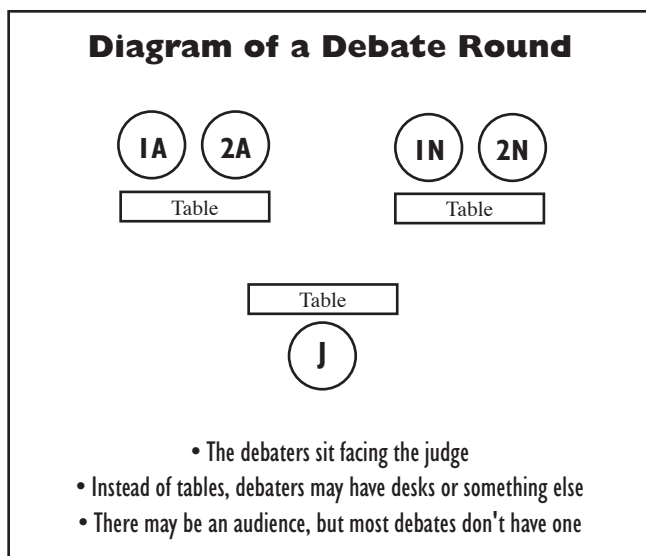 Diagram of a Debate Round
1A 2A 1N 2N
Table Table
Table
J
• The debaters sit facing the judge
• Instead of tables, debaters may have desks or something else
• There may be an audience, but most debates don't have one